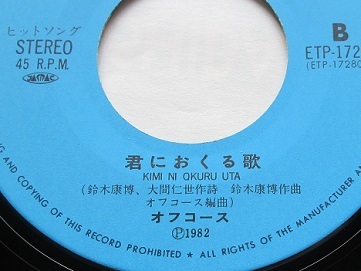 ヒットソング
STEREO
45 R.P.M.
JASRAC
B
ETP-172
(ETP-17280
君におくる歌
KIMI NI OKURU UTA
(鈴木康博、大間仁世作詩 鈴木康博作曲
オフコース編曲)
オフコース
Ⓟ1982
NG AND COPYING OF THIS RECORD PROHIBITED ★ ALL RIGHTS OF THE MANUFACTURER A